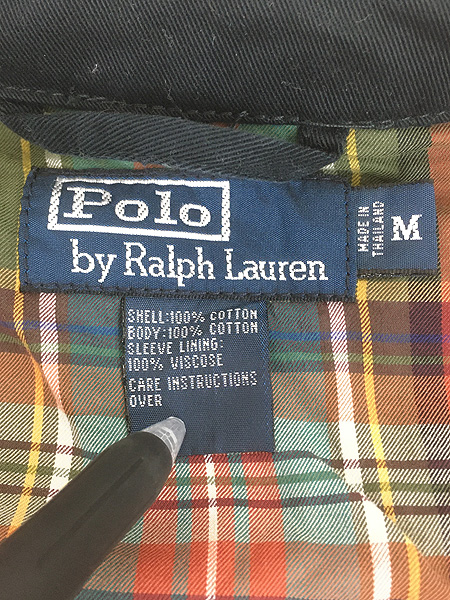 Polo
by Ralph Lauren
MADE IN
THAILAND
M
SHELL:100% COTTON
BODY:100% COTTON
SLEEVE LINING:
100% VISCOSE
CARE INSTRUCTIONS
OVER